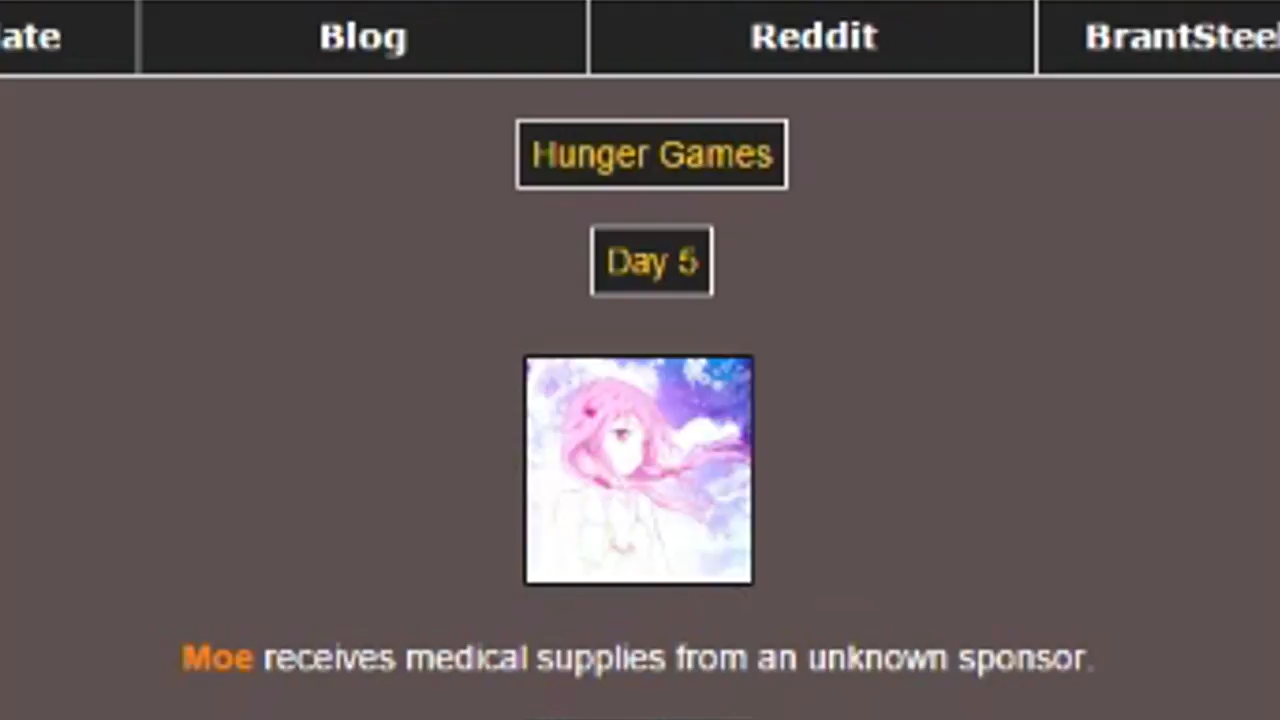 ate Blog Reddit BrantSteel
Hunger Games
Day 5
Moe receives medical supplies from an unknown sponsor.